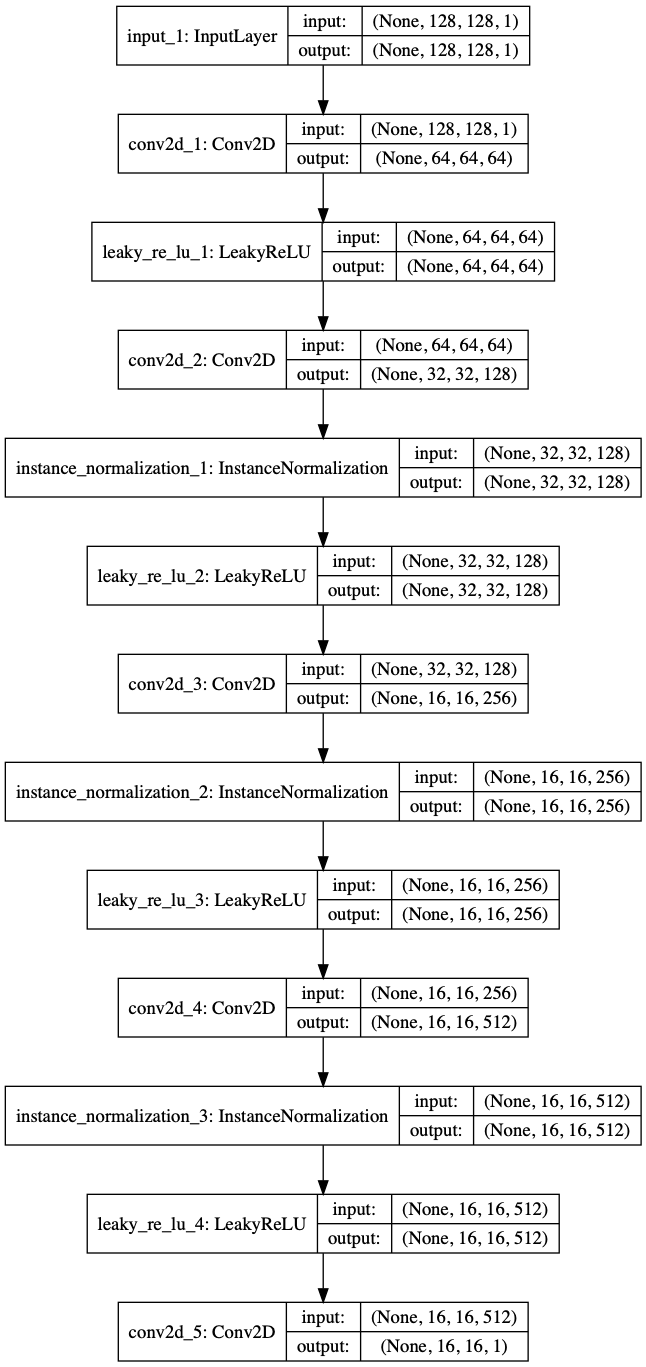 input_1: InputLayer
input: (None, 128, 128, 1)
output: (None, 128, 128, 1)
conv2d_1: Conv2D
input: (None, 128, 128, 1)
output: (None, 64, 64, 64)
leaky_re_lu_1: LeakyReLU
input: (None, 64, 64, 64)
output: (None, 64, 64, 64)
conv2d_2: Conv2D
input: (None, 64, 64, 64)
output: (None, 32, 32, 128)
instance_normalization_1: InstanceNormalization
input: (None, 32, 32, 128)
output: (None, 32, 32, 128)
leaky_re_lu_2: LeakyReLU
input: (None, 32, 32, 128)
output: (None, 32, 32, 128)
conv2d_3: Conv2D
input: (None, 32, 32, 128)
output: (None, 16, 16, 256)
instance_normalization_2: InstanceNormalization
input: (None, 16, 16, 256)
output: (None, 16, 16, 256)
leaky_re_lu_3: LeakyReLU
input: (None, 16, 16, 256)
output: (None, 16, 16, 256)
conv2d_4: Conv2D
input: (None, 16, 16, 256)
output: (None, 16, 16, 512)
instance_normalization_3: InstanceNormalization
input: (None, 16, 16, 512)
output: (None, 16, 16, 512)
leaky_re_lu_4: LeakyReLU
input: (None, 16, 16, 512)
output: (None, 16, 16, 512)
conv2d_5: Conv2D
input: (None, 16, 16, 512)
output: (None, 16, 16, 1)